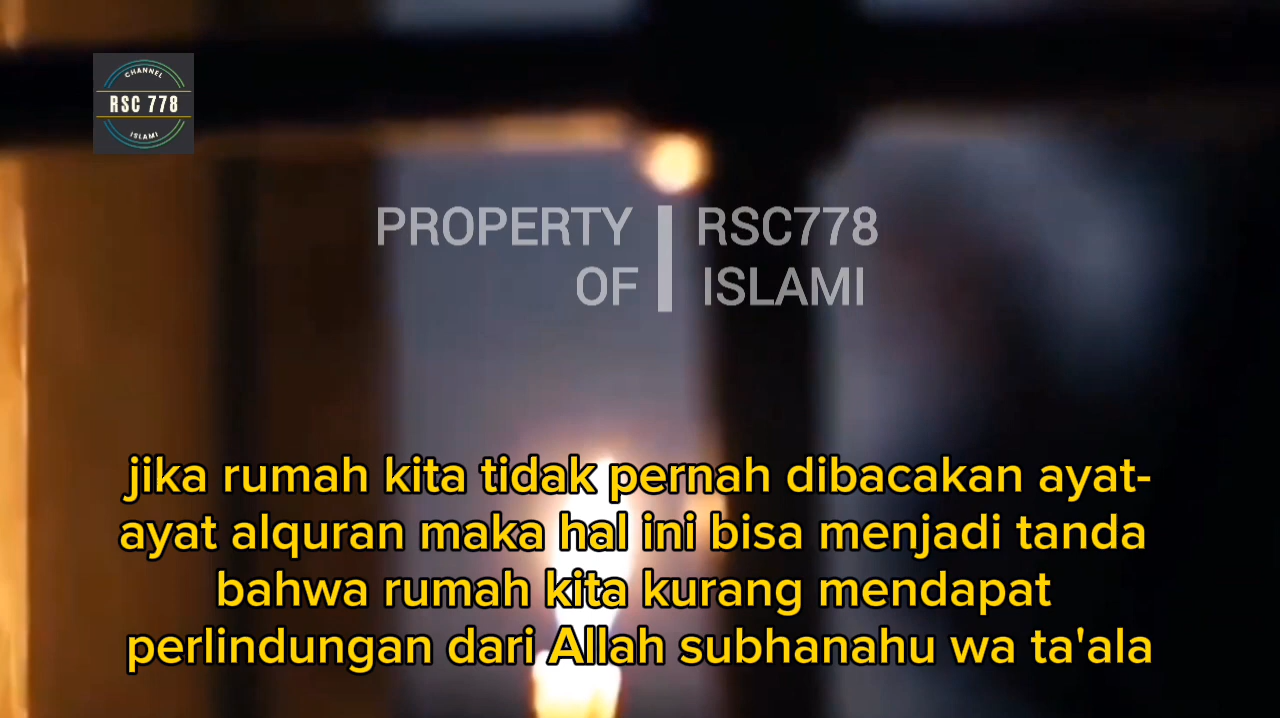 CHANNEL
RSC 778
ISLAMI
PROPERTY OF
RSC778 ISLAMI
jika rumah kita tidak pernah dibacakan ayat-
ayat alquran maka hal ini bisa menjadi tanda
bahwa rumah kita kurang mendapat
perlindungan dari Allah subhanahu wa ta'ala